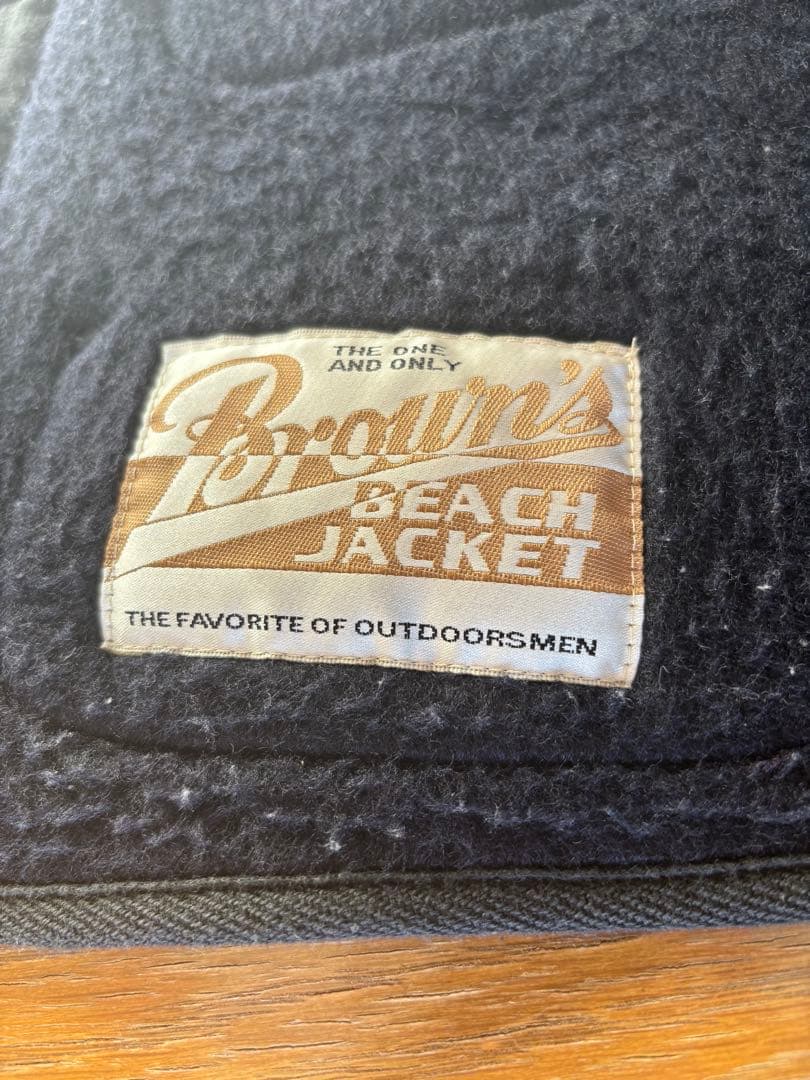 THE ONE
AND ONLY
Brown's
BEACH
JACKET
THE FAVORITE OF OUTDOORSMEN